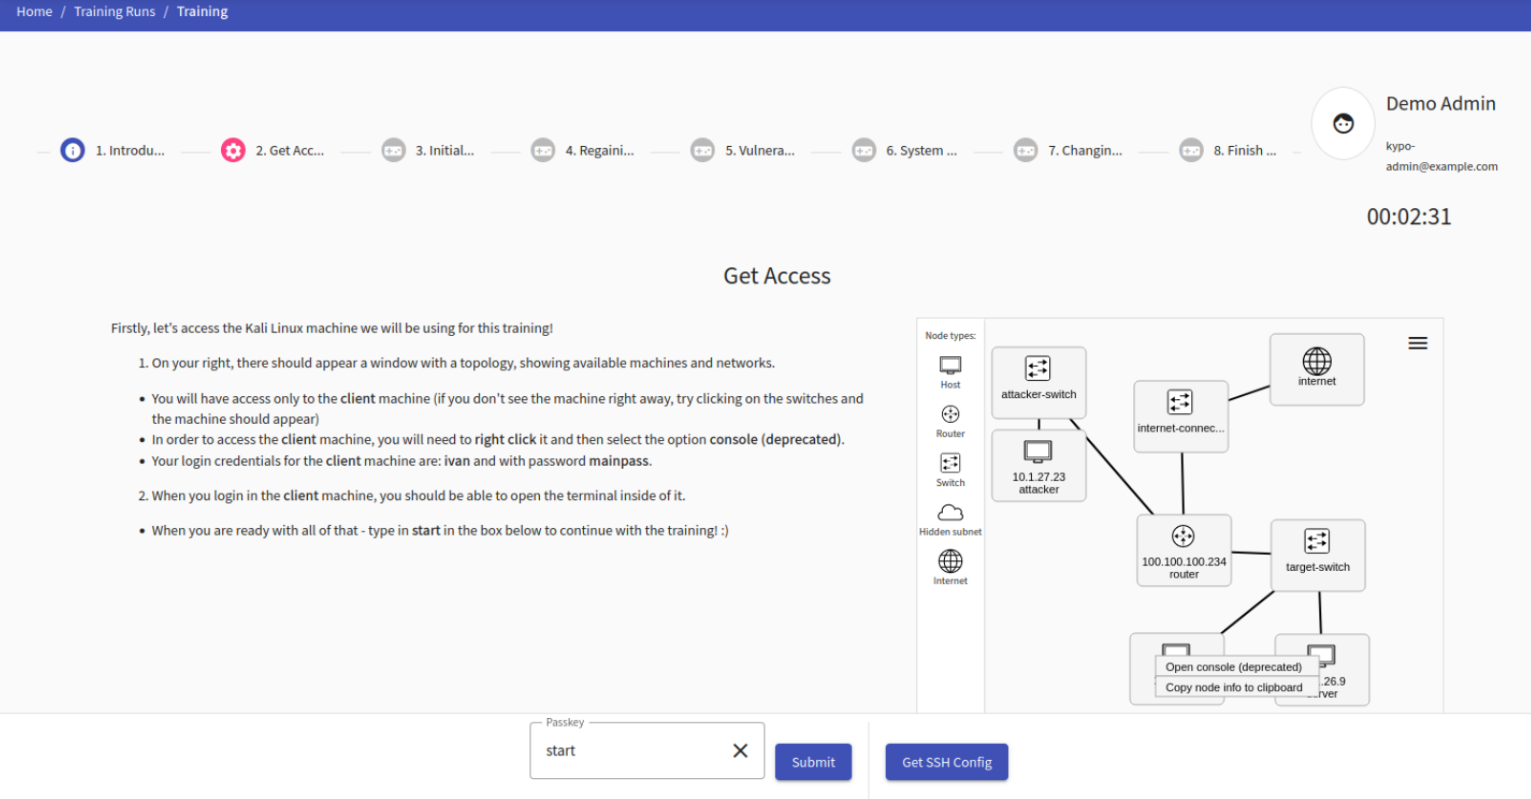 Home / Training Runs / Training
1. Introdu...
2. Get Acc...
3. Initial...
4. Regaini...
5. Vulnera...
6. System ...
7. Changin...
8. Finish ...
Demo Admin
kypo-
admin@example.com
00:02:31
Get Access
Firstly, let's access the Kali Linux machine we will be using for this training!
1. On your right, there should appear a window with a topology, showing available machines and networks.
• You will have access only to the client machine (if you don't see the machine right away, try clicking on the switches and
the machine should appear)
• In order to access the client machine, you will need to right click it and then select the option console (deprecated).
• Your login credentials for the client machine are: ivan and with password mainpass.
2. When you login in the client machine, you should be able to open the terminal inside of it.
• When you are ready with all of that - type in start in the box below to continue with the training! :)
Node types:
Host
Router
Switch
Hidden subnet
Internet
attacker-switch
10.1.27.23
attacker
internet-connec...
internet
100.100.100.234
router
target-switch
Open console (deprecated)
Copy node info to clipboard
.26.9
Passkey
start
Submit
Get SSH Config